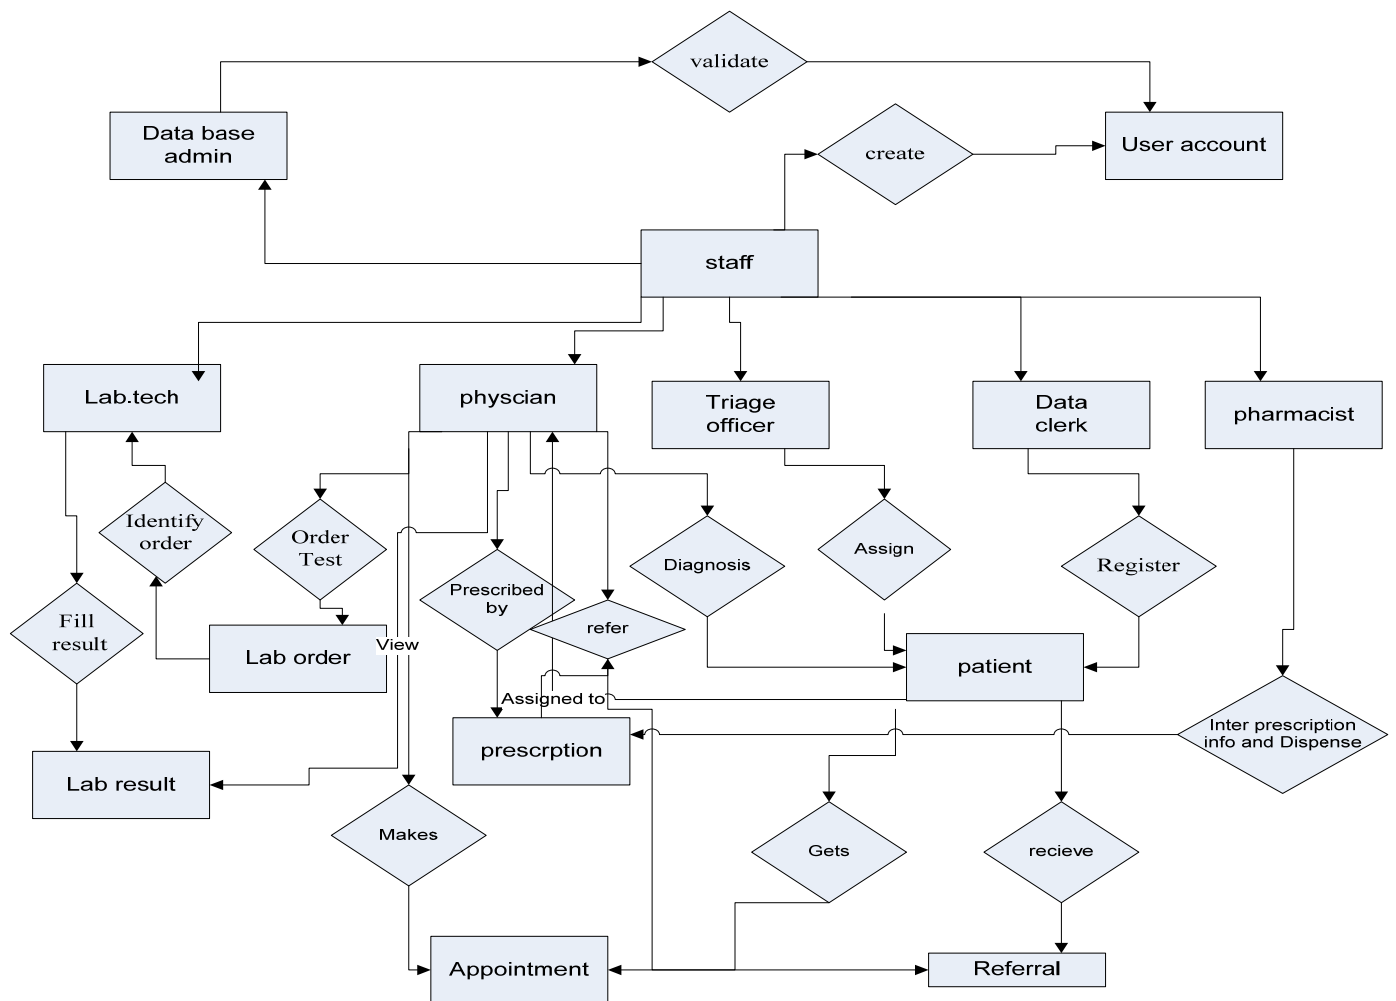 validate
Data base
admin
User account
create
staff
Lab.tech
physcian
Triage
officer
Data
clerk
pharmacist
Identify
order
Order
Test
Prescribed
by
Diagnosis
Assign
Register
Fill
result
refer
Lab order
View
patient
Assigned to
Inter prescription
info and Dispense
prescrption
Lab result
Makes
Gets
recieve
Appointment
Referral